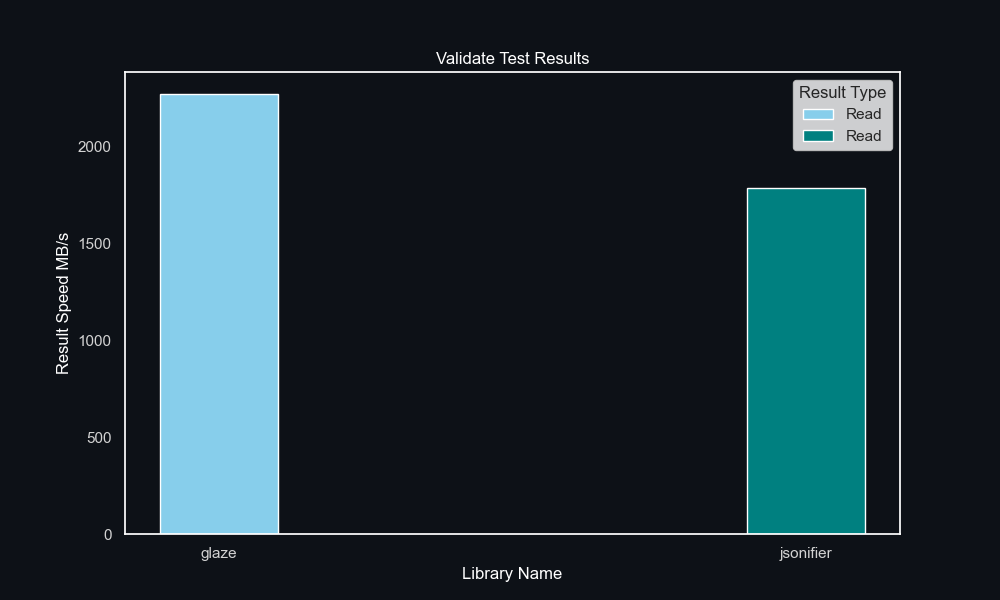 Validate Test Results
Result Type
Read
Read
2000
1500
1000
500
0
Result Speed MB/s
glaze
jsonifier
Library Name